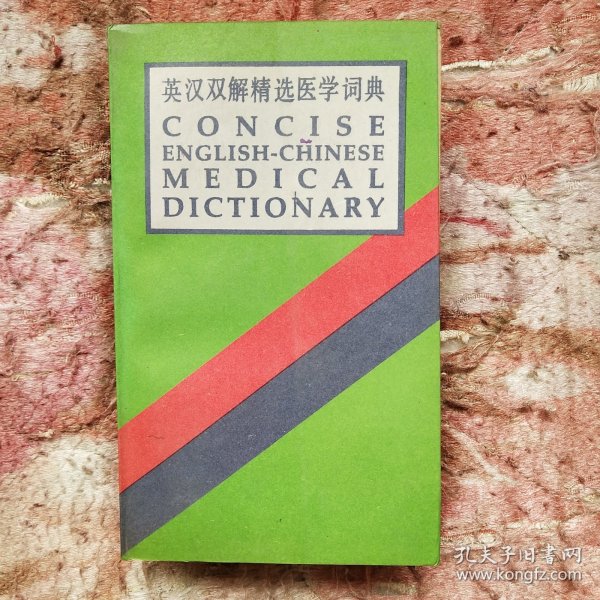 英汉双解精选医学词典
CONCISE
ENGLISH-CHINESE
MEDICAL
DICTIONARY
孔夫子旧书网
www.kongfz.com